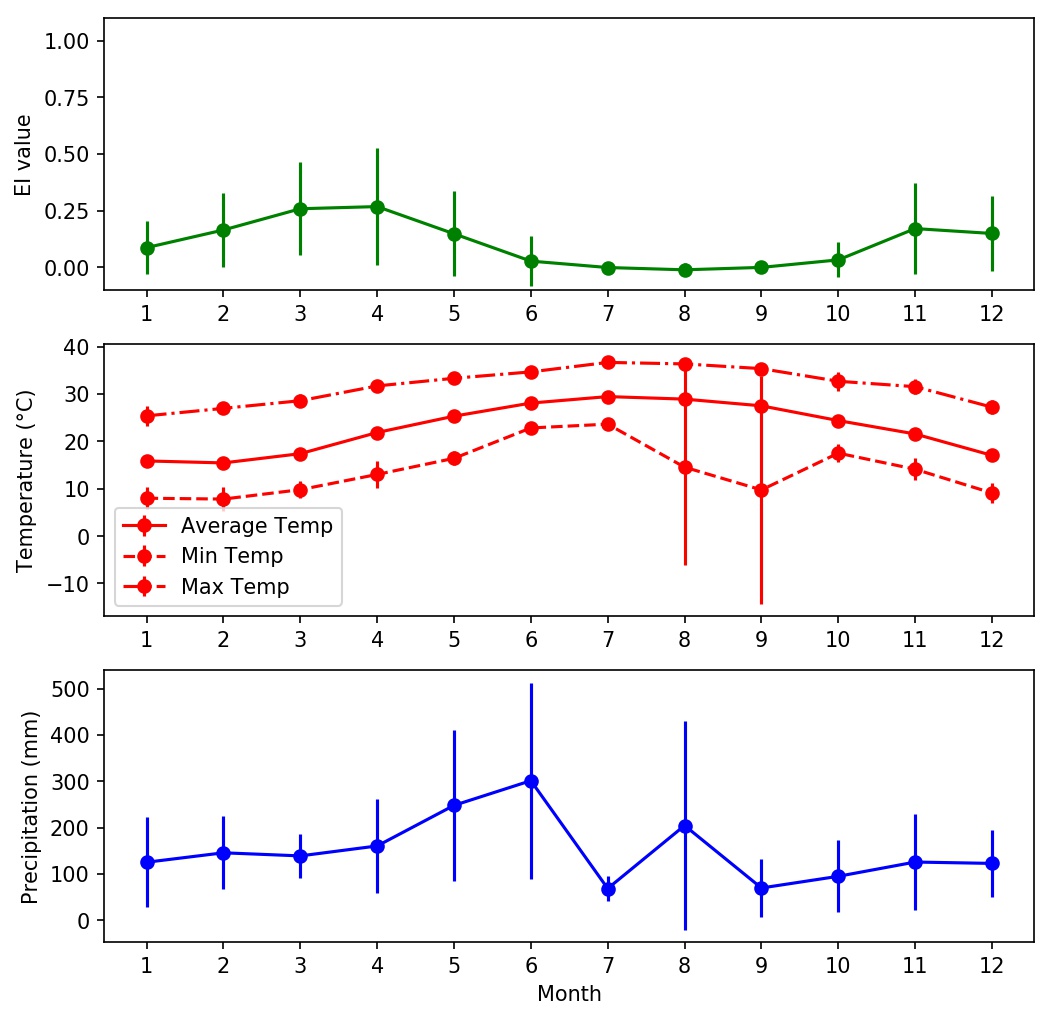 EI value
1.00
0.75
0.50
0.25
0.00
1 2 3 4 5 6 7 8 9 10 11 12
Temperature (°C)
40
30
20
10
0
−10
Average Temp
Min Temp
Max Temp
1 2 3 4 5 6 7 8 9 10 11 12
Precipitation (mm)
500
400
300
200
100
0
1 2 3 4 5 6 7 8 9 10 11 12
Month